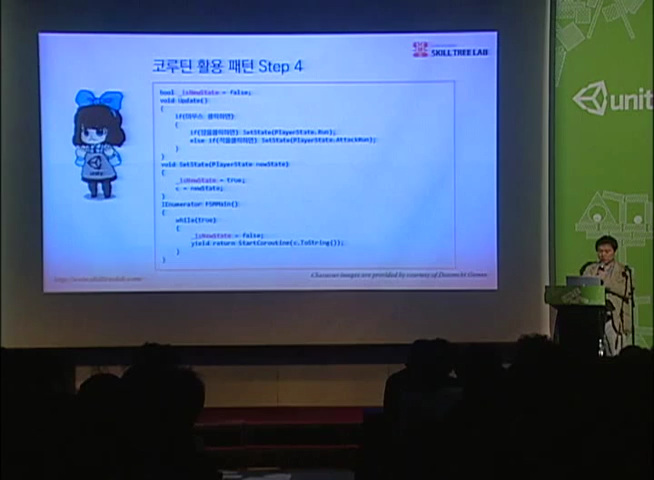 SKILL TREE LAB
코루틴 활용 패턴 Step 4
bool _isNewState = false;
void Update()
{
if(마우스 클릭하면)
{
if(땅을클릭하면) SetState(PlayerState.Run);
else if(적을클릭하면) SetState(PlayerState.AttackRun);
}
}
void SetState(PlayerState newState)
{
_isNewState = true;
s = newState;
}
IEnumerator FSMMain()
{
while(true)
{
_isNewState = false;
yield return StartCoroutine(s.ToString());
}
}
Character images are provided by courtesy of Games
unit